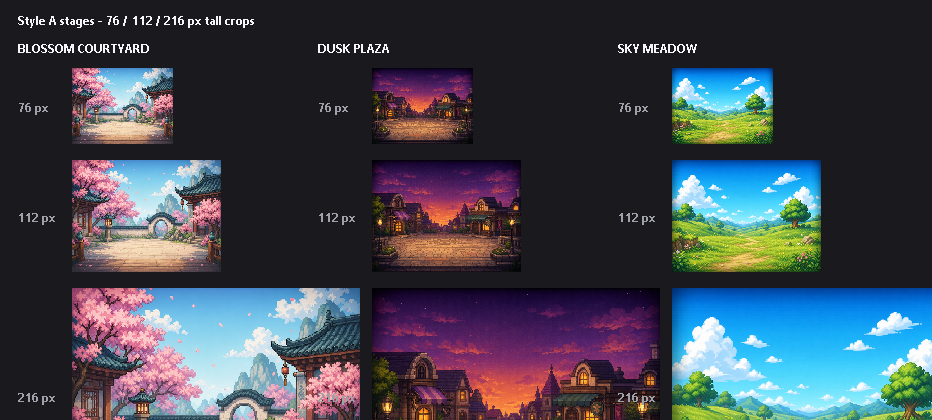 Style A stages - 76 / 112 / 216 px tall crops
BLOSSOM COURTYARD
DUSK PLAZA
SKY MEADOW
76 px
76 px
76 px
112 px
112 px
112 px
216 px
216 px